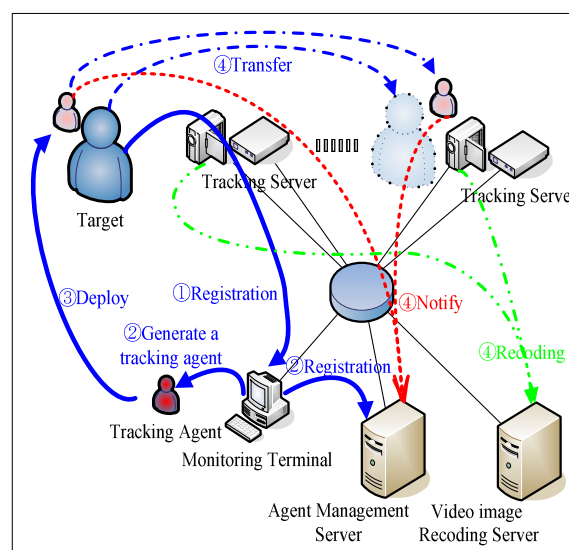 ④Transfer
Tracking Server
Tracking Serve
Target
①Registration
③Deploy
④Notify
②Generate a
tracking agent
②Registration
④Recoding
Tracking Agent
Monitoring Terminal
Agent Management
Server
Video image
Recoding Server